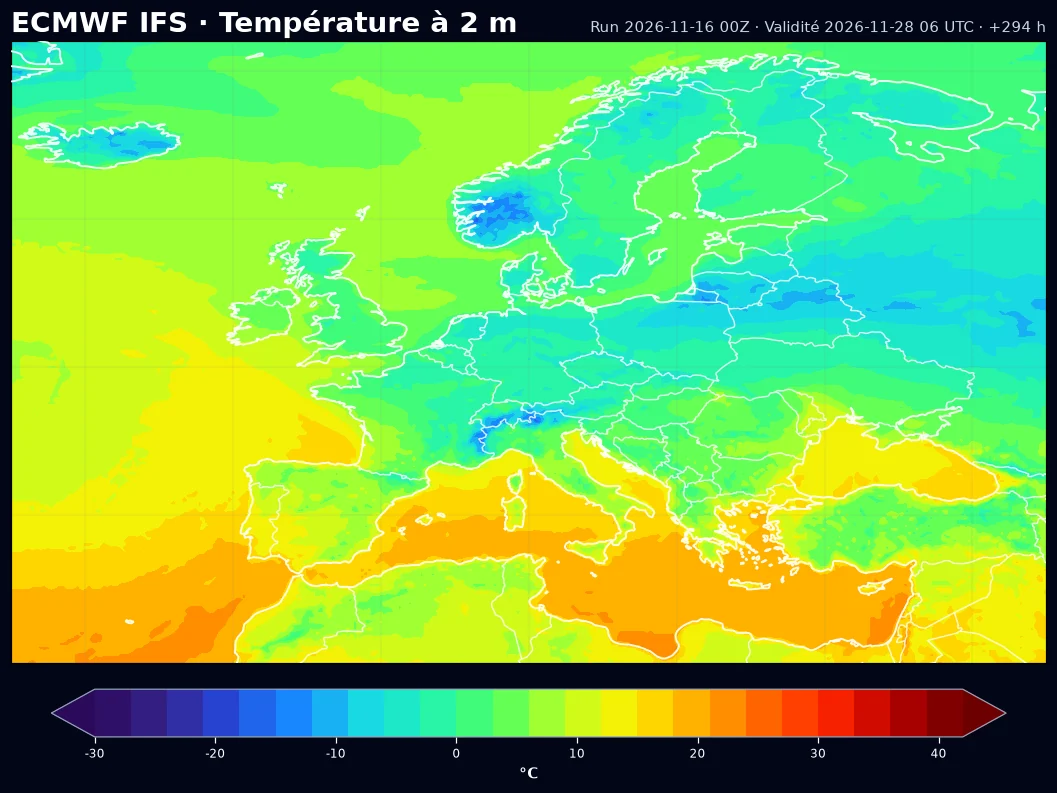 ECMWF IFS · Température à 2 m
Run 2026-11-16 00Z · Validité 2026-11-28 06 UTC · +294 h
-30 -20 -10 0 10 20 30 40
°C